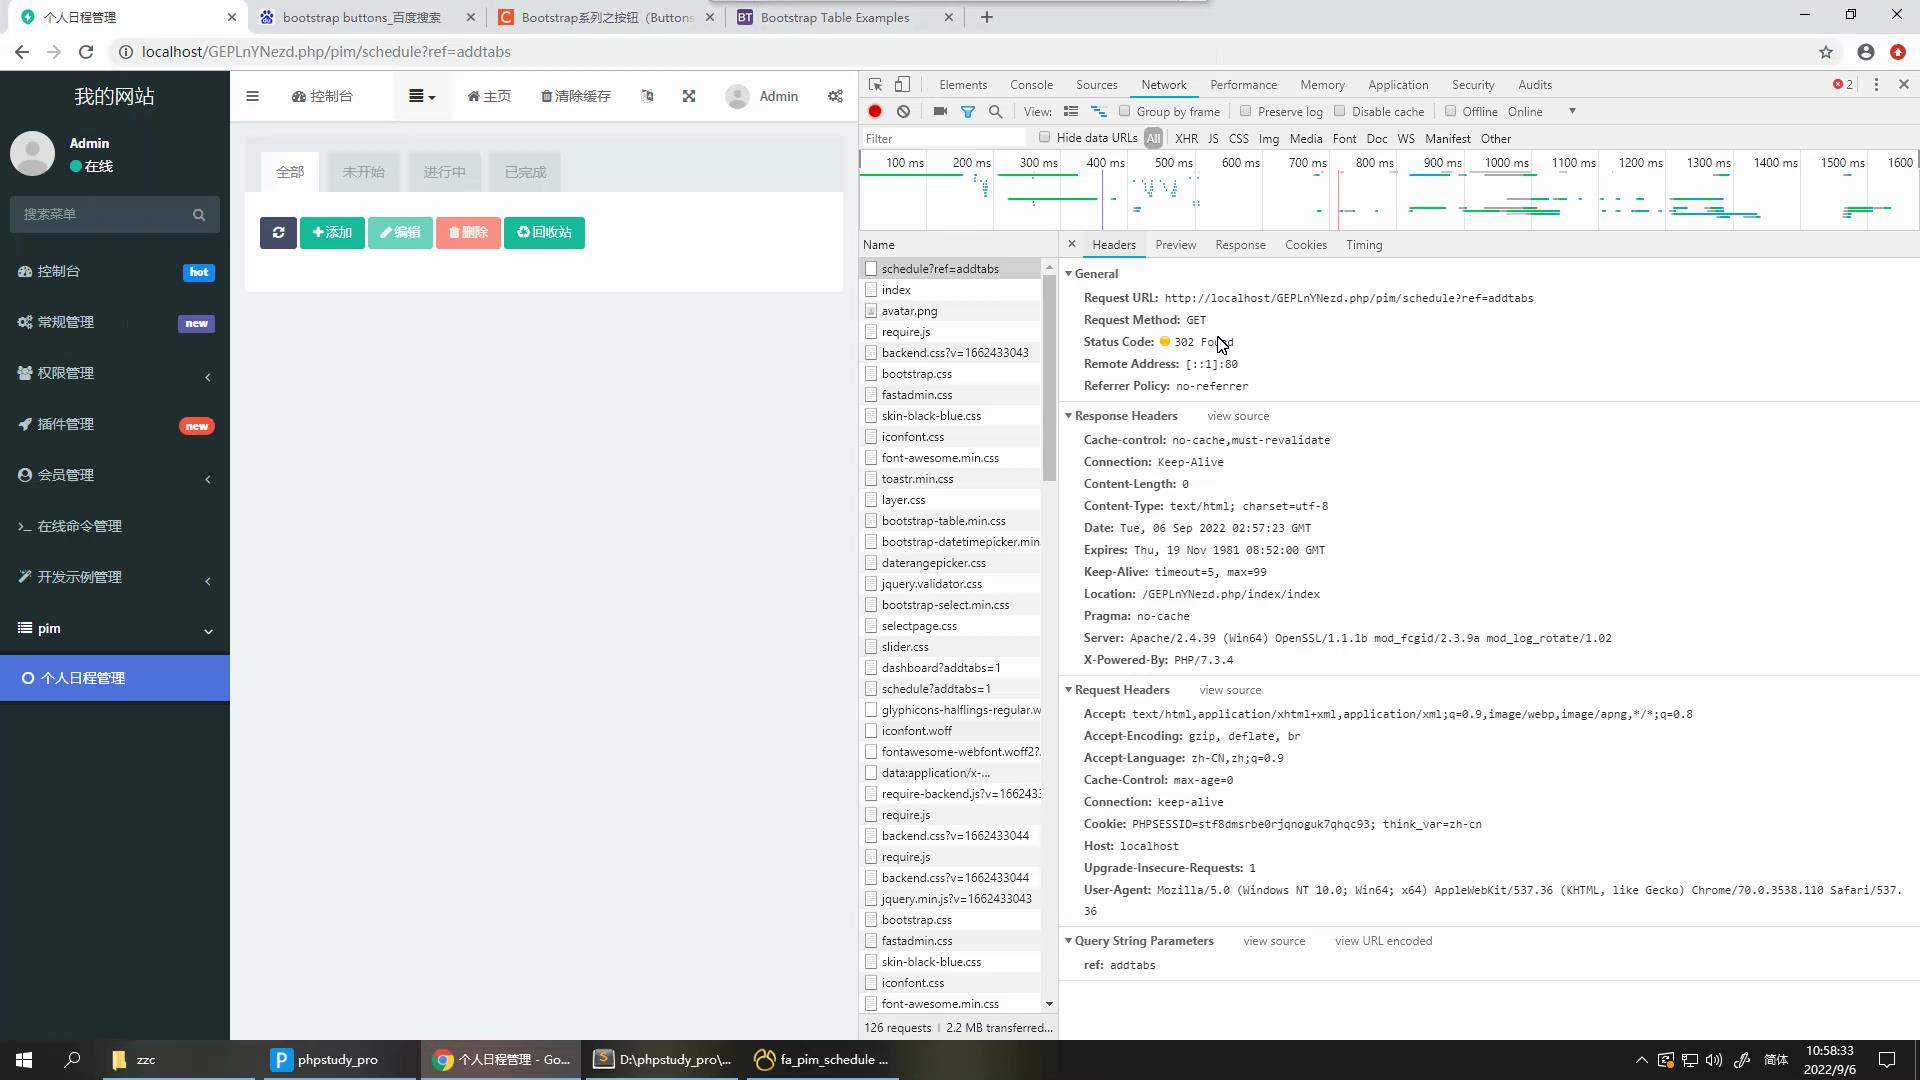 个人日程管理
bootstrap buttons_百度搜索
Bootstrap系列之按钮（Buttons
Bootstrap Table Examples
localhost/GEPLnYNezd.php/pim/schedule?ref=addtabs
我的网站
控制台
主页
清除缓存
Admin
Admin
在线
搜索菜单
控制台
hot
常规管理
new
权限管理
插件管理
new
会员管理
在线命令管理
开发示例管理
pim
个人日程管理
全部
未开始
进行中
已完成
添加
编辑
删除
回收站
Elements Console Sources Network Performance Memory Application Security Audits
2
View: Group by frame Preserve log Disable cache Offline Online
Filter Hide data URLs All XHR JS CSS Img Media Font Doc WS Manifest Other
100 ms 200 ms 300 ms 400 ms 500 ms 600 ms 700 ms 800 ms 900 ms 1000 ms 1100 ms 1200 ms 1300 ms 1400 ms 1500 ms 1600
Name
schedule?ref=addtabs
index
avatar.png
require.js
backend.css?v=1662433043
bootstrap.css
fastadmin.css
skin-black-blue.css
iconfont.css
font-awesome.min.css
toastr.min.css
layer.css
bootstrap-table.min.css
bootstrap-datetimepicker.min.
daterangepicker.css
jquery.validator.css
bootstrap-select.min.css
selectpage.css
slider.css
dashboard?addtabs=1
schedule?addtabs=1
glyphicons-halflings-regular.w
iconfont.woff
fontawesome-webfont.woff2?.
data:application/x-...
require-backend.js?v=166243
require.js
backend.css?v=1662433044
require.js
backend.css?v=1662433044
jquery.min.js?v=1662433043
bootstrap.css
fastadmin.css
skin-black-blue.css
iconfont.css
font-awesome.min.css
126 requests | 2.2 MB transferred...
Headers Preview Response Cookies Timing
General
Request URL: http://localhost/GEPLnYNezd.php/pim/schedule?ref=addtabs
Request Method: GET
Status Code: 302 Found
Remote Address: [::1]:80
Referrer Policy: no-referrer
Response Headers view source
Cache-control: no-cache,must-revalidate
Connection: Keep-Alive
Content-Length: 0
Content-Type: text/html; charset=utf-8
Date: Tue, 06 Sep 2022 02:57:23 GMT
Expires: Thu, 19 Nov 1981 08:52:00 GMT
Keep-Alive: timeout=5, max=99
Location: /GEPLnYNezd.php/index/index
Pragma: no-cache
Server: Apache/2.4.39 (Win64) OpenSSL/1.1.1b mod_fcgid/2.3.9a mod_log_rotate/1.02
X-Powered-By: PHP/7.3.4
Request Headers view source
Accept: text/html,application/xhtml+xml,application/xml;q=0.9,image/webp,image/apng,*/*;q=0.8
Accept-Encoding: gzip, deflate, br
Accept-Language: zh-CN,zh;q=0.9
Cache-Control: max-age=0
Connection: keep-alive
Cookie: PHPSESSID=stf8dmsrbe0rjqnoguk7qhqc93; think_var=zh-cn
Host: localhost
Upgrade-Insecure-Requests: 1
User-Agent: Mozilla/5.0 (Windows NT 10.0; Win64; x64) AppleWebKit/537.36 (KHTML, like Gecko) Chrome/70.0.3538.110 Safari/537.
36
Query String Parameters view source view URL encoded
ref: addtabs
zzc
phpstudy_pro
个人日程管理 - Go...
D:\phpstudy_pro\...
fa_pim_schedule ...
简体
10:58:33
2022/9/6